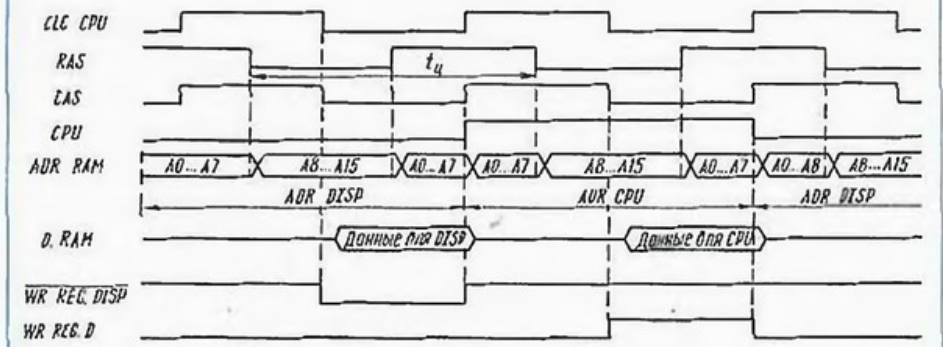 CLC CPU
RAS
t ц
CAS
CPU
ADR RAM A0...A7 A8...A15 A0...A7 A0...A7 A8...A15 A0...A7 A0...A8 A8...A15
ADR DISP ADR CPU ADR DISP
D.RAM Данные для DISP Данные для CPU
WR REG.DISP
WR REG.D